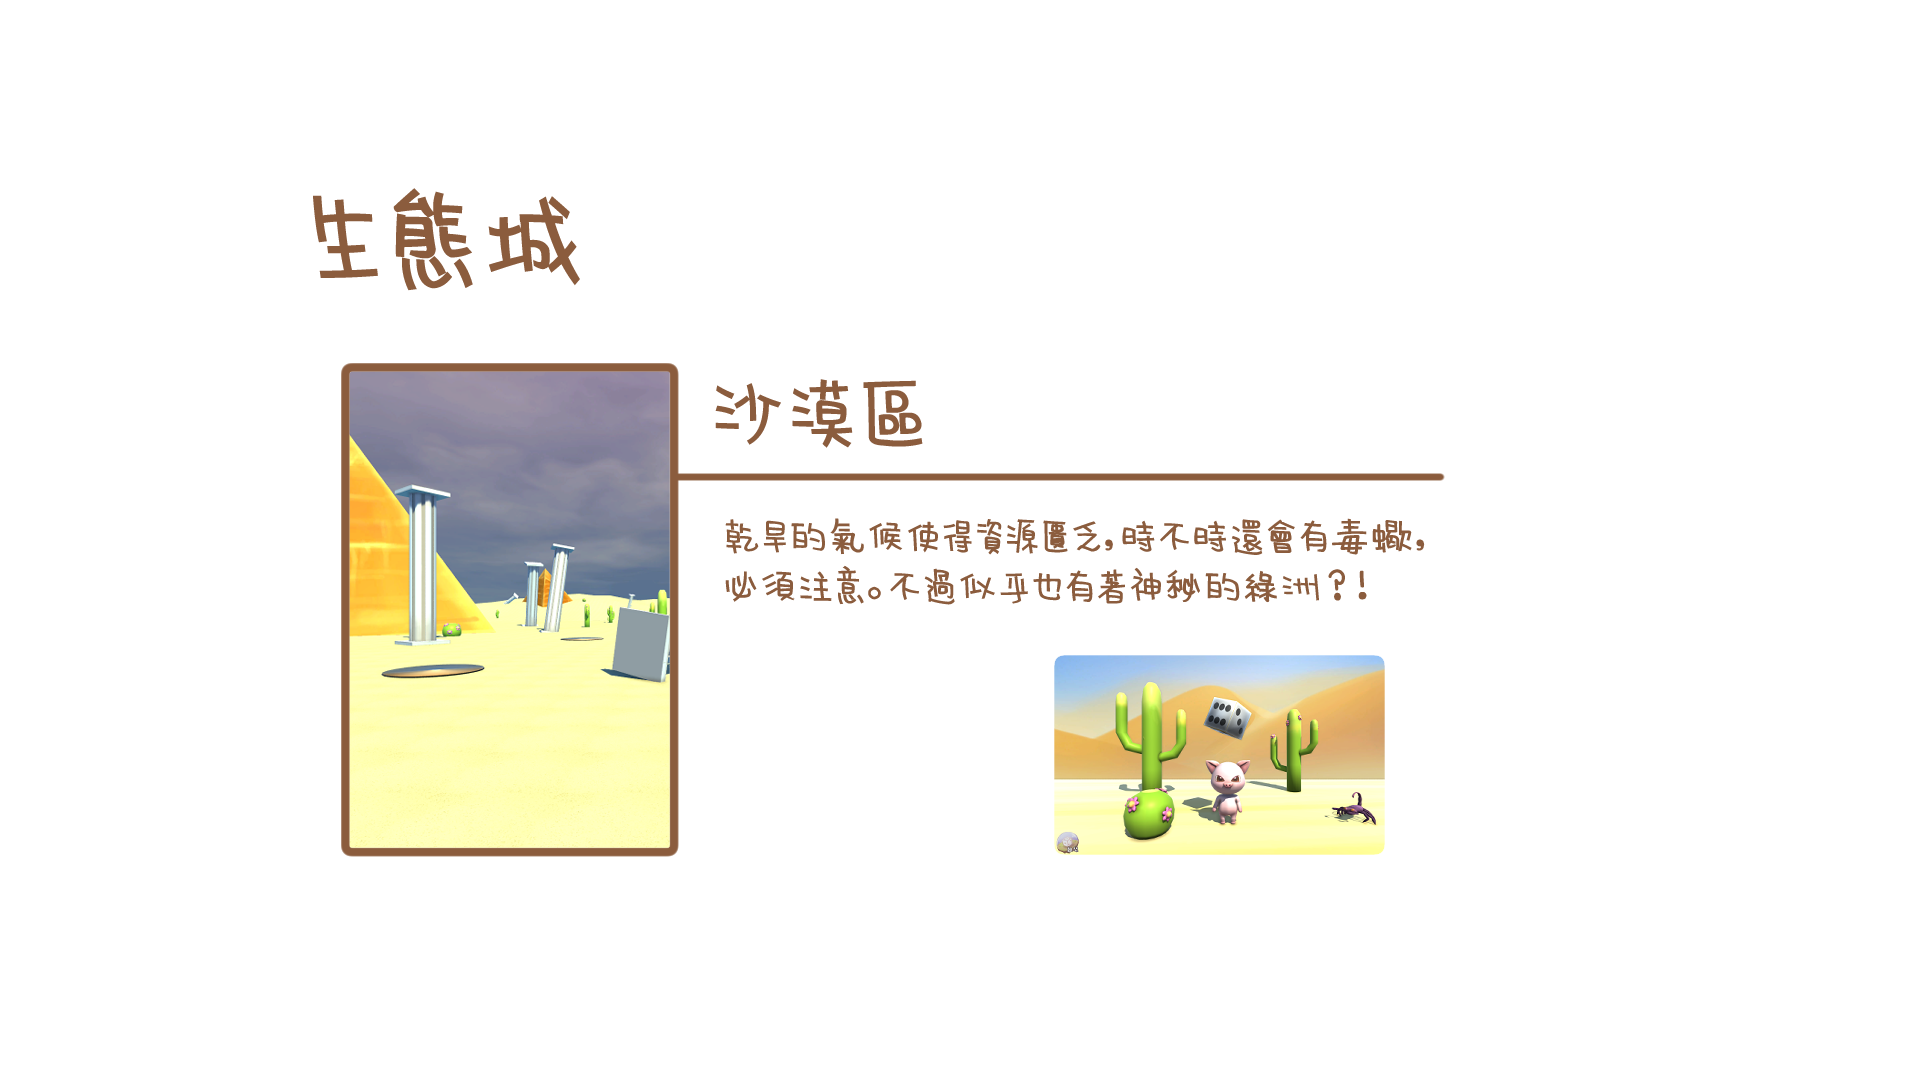 生態城
沙漠區
乾旱的氣候使得資源匱乏,時不時還會有毒蠍,
必須注意。不過似乎也有著神秘的綠洲?!